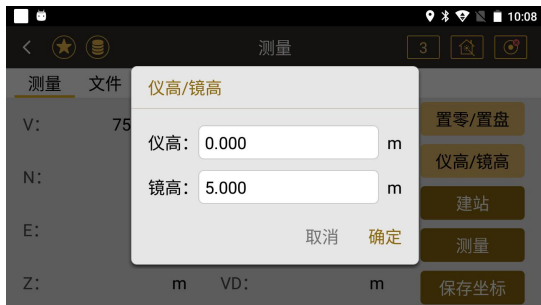 10:08
测量
3
测量 文件
仪高/镜高
仪高: 0.000 m
镜高: 5.000 m
取消 确定
V: 75
N:
E:
Z: m VD: m
置零/置盘
仪高/镜高
建站
测量
保存坐标